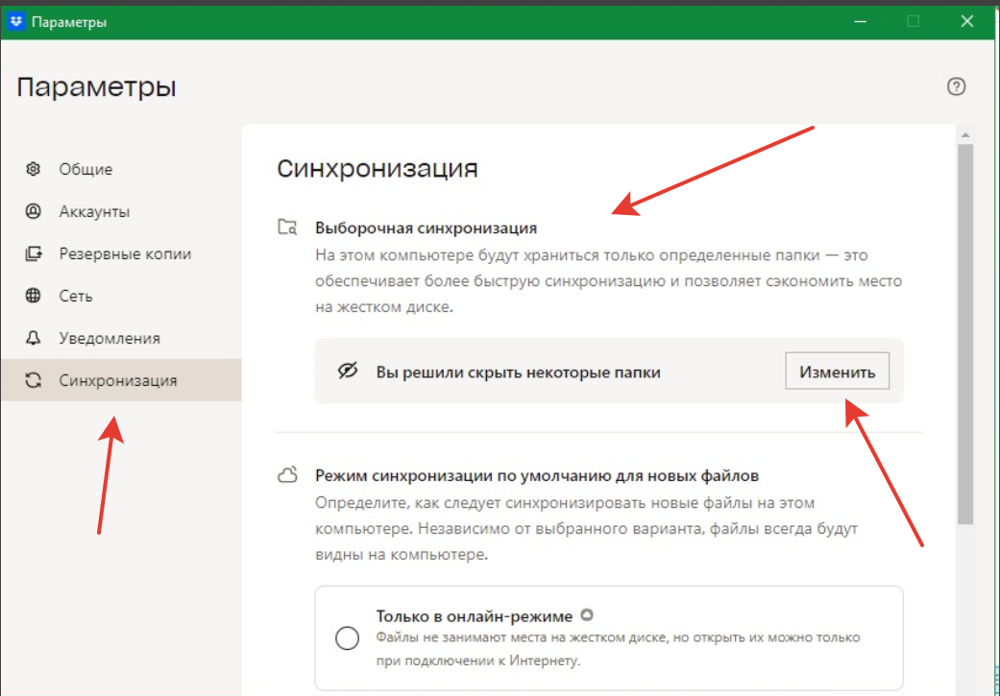 Параметры
Параметры
Общие
Аккаунты
Резервные копии
Сеть
Уведомления
Синхронизация
Синхронизация
Выборочная синхронизация
На этом компьютере будут храниться только определенные папки — это
обеспечивает более быструю синхронизацию и позволяет сэкономить место
на жестком диске.
Вы решили скрыть некоторые папки
Изменить
Режим синхронизации по умолчанию для новых файлов
Определите, как следует синхронизировать новые файлы на этом
компьютере. Независимо от выбранного варианта, файлы всегда будут
видны на компьютере.
Только в онлайн-режиме
Файлы не занимают места на жестком диске, но открыть их можно только
при подключении к Интернету.